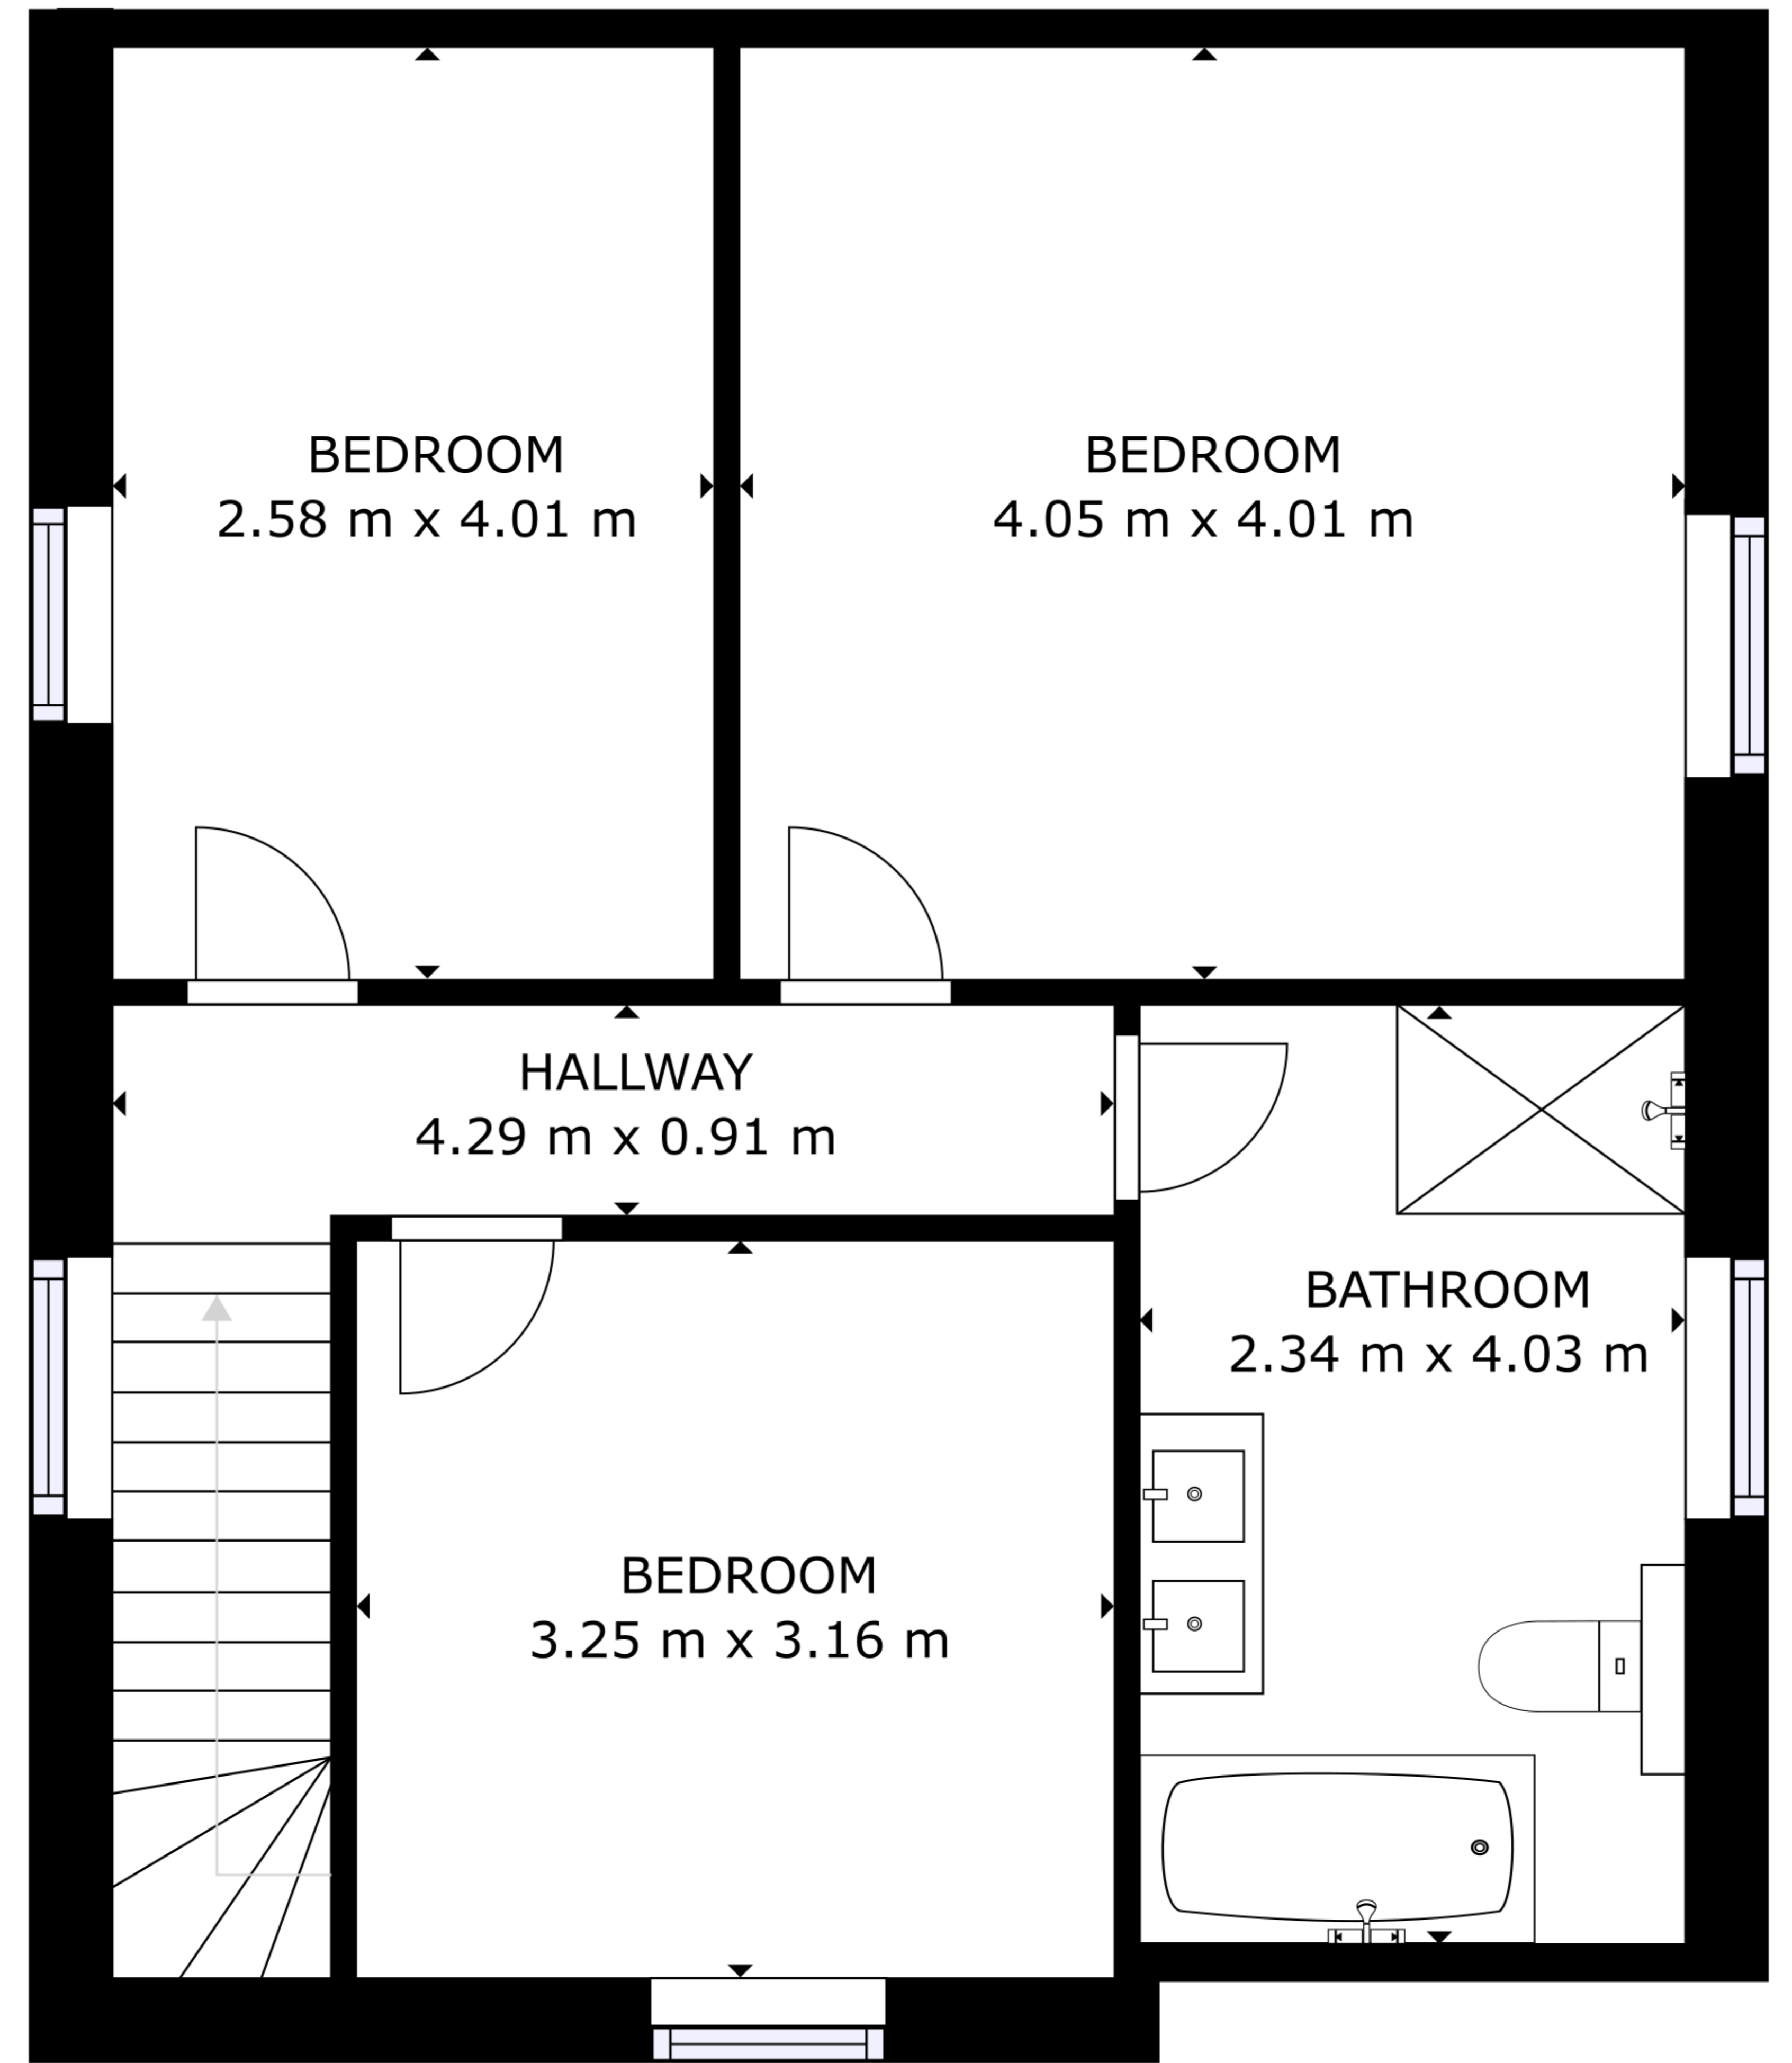 BEDROOM
2.58 m x 4.01 m
BEDROOM
4.05 m x 4.01 m
HALLWAY
4.29 m x 0.91 m
BATHROOM
2.34 m x 4.03 m
BEDROOM
3.25 m x 3.16 m